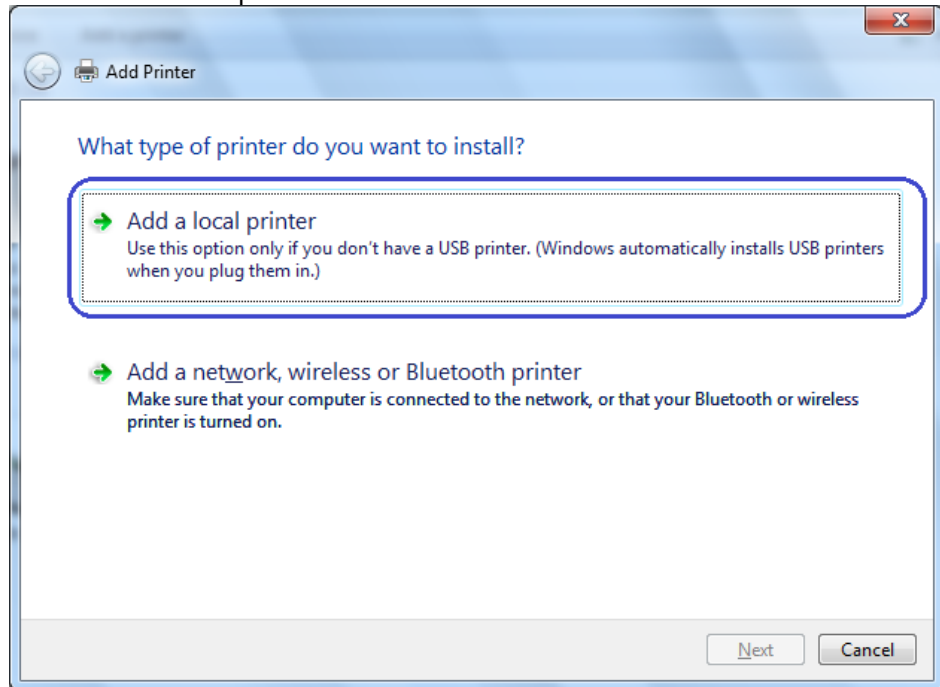 Add Printer
What type of printer do you want to install?
Add a local printer
Use this option only if you don't have a USB printer. (Windows automatically installs USB printers
when you plug them in.)
Add a network, wireless or Bluetooth printer
Make sure that your computer is connected to the network, or that your Bluetooth or wireless
printer is turned on.
Next
Cancel